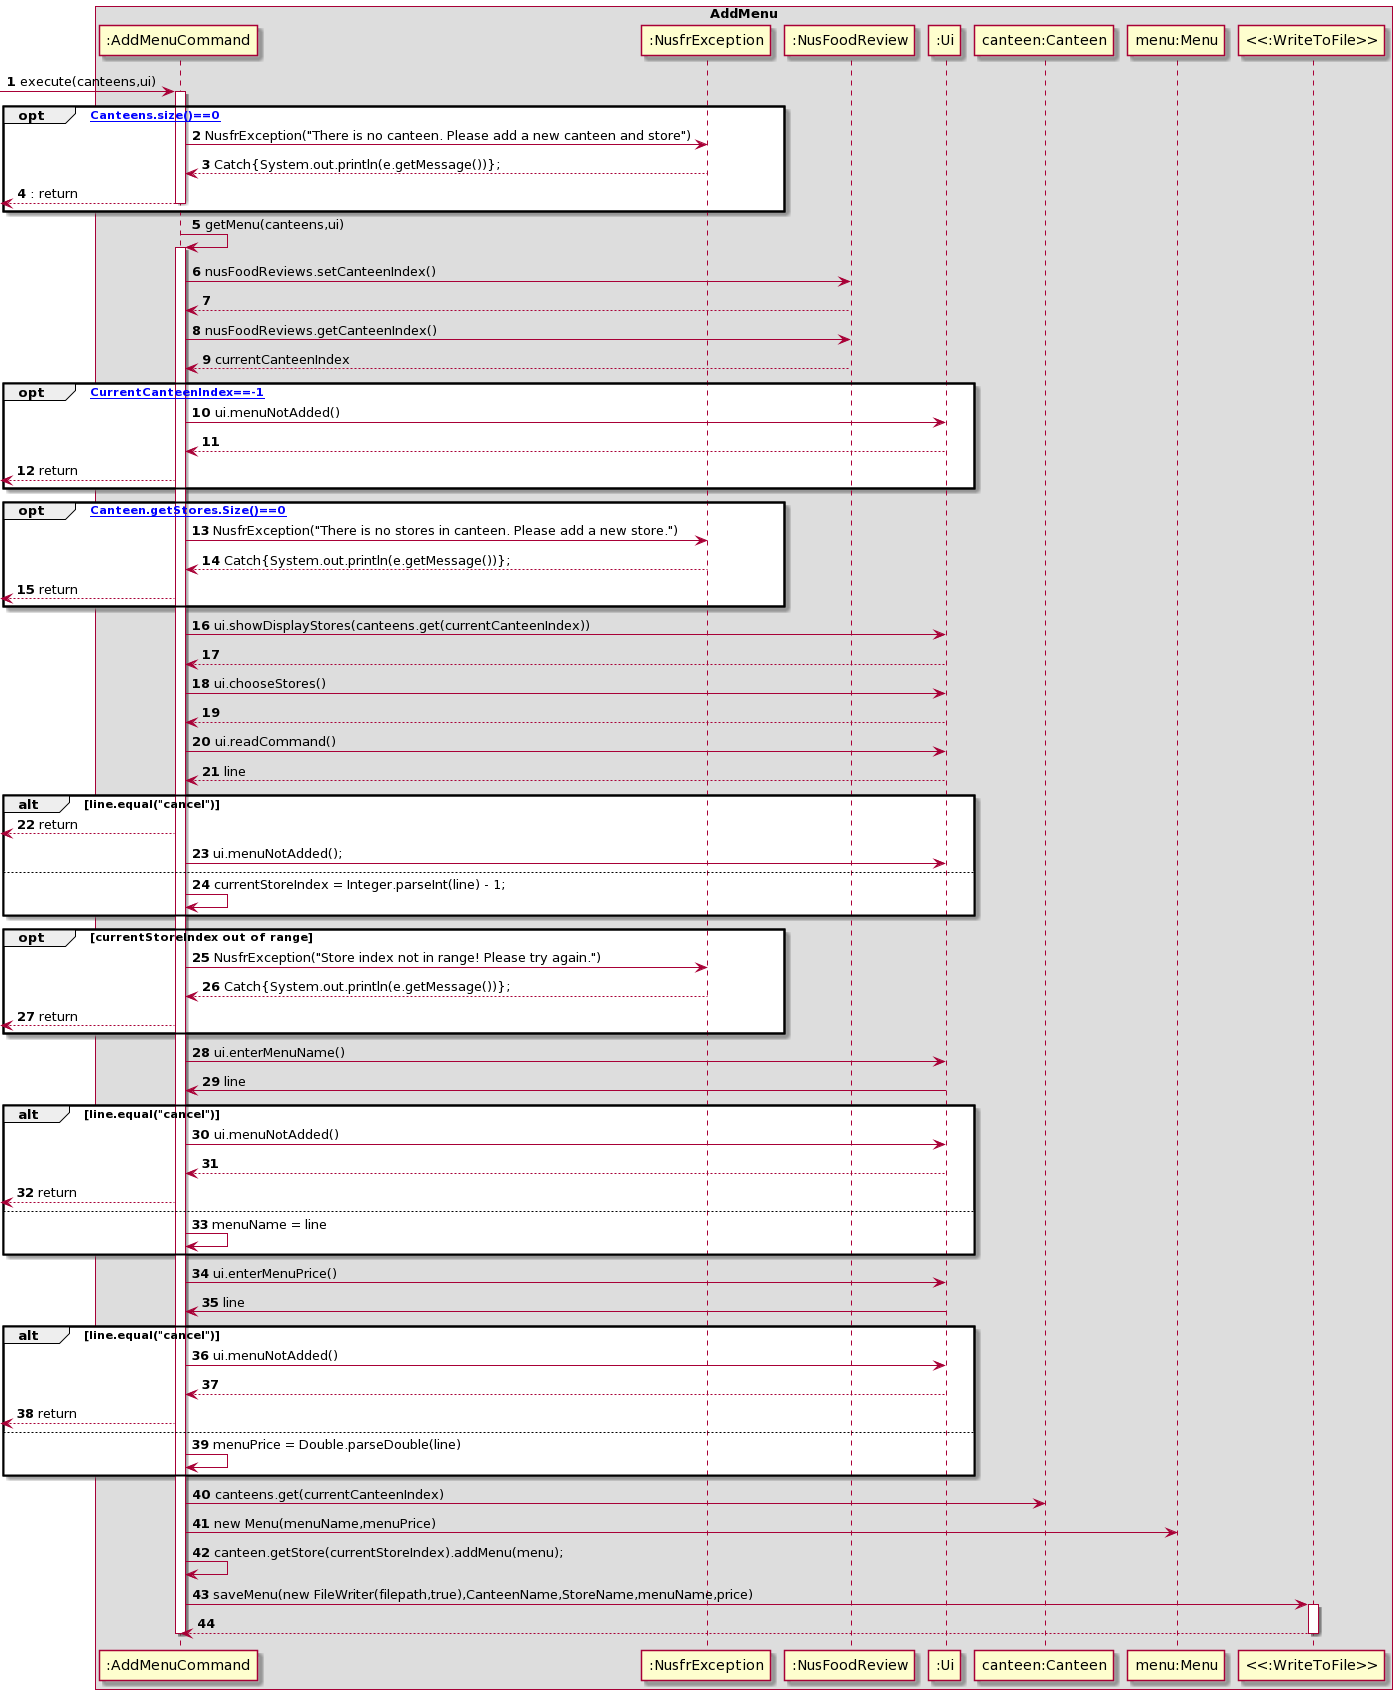 AddMenu
:AddMenuCommand
:NusfrException
:NusFoodReview
:Ui
canteen:Canteen
menu:Menu
<<:WriteToFile>>
1 execute(canteens,ui)
opt
Canteens.size()==0
2 NusfrException("There is no canteen. Please add a new canteen and store")
3 Catch{System.out.println(e.getMessage())};
4 : return
5 getMenu(canteens,ui)
6 nusFoodReviews.setCanteenIndex()
7
8 nusFoodReviews.getCanteenIndex()
9 currentCanteenIndex
opt
CurrentCanteenIndex==-1
10 ui.menuNotAdded()
11
12 return
opt
Canteen.getStores.Size()==0
13 NusfrException("There is no stores in canteen. Please add a new store.")
14 Catch{System.out.println(e.getMessage())};
15 return
16 ui.showDisplayStores(canteens.get(currentCanteenIndex))
17
18 ui.chooseStores()
19
20 ui.readCommand()
21 line
alt
[line.equal("cancel")]
22 return
23 ui.menuNotAdded();
24 currentStoreIndex = Integer.parseInt(line) - 1;
opt
[currentStoreIndex out of range]
25 NusfrException("Store index not in range! Please try again.")
26 Catch{System.out.println(e.getMessage())};
27 return
28 ui.enterMenuName()
29 line
alt
[line.equal("cancel")]
30 ui.menuNotAdded()
31
32 return
33 menuName = line
34 ui.enterMenuPrice()
35 line
alt
[line.equal("cancel")]
36 ui.menuNotAdded()
37
38 return
39 menuPrice = Double.parseDouble(line)
40 canteens.get(currentCanteenIndex)
41 new Menu(menuName,menuPrice)
42 canteen.getStore(currentStoreIndex).addMenu(menu);
43 saveMenu(new FileWriter(filepath,true),CanteenName,StoreName,menuName,price)
44
:AddMenuCommand
:NusfrException
:NusFoodReview
:Ui
canteen:Canteen
menu:Menu
<<:WriteToFile>>